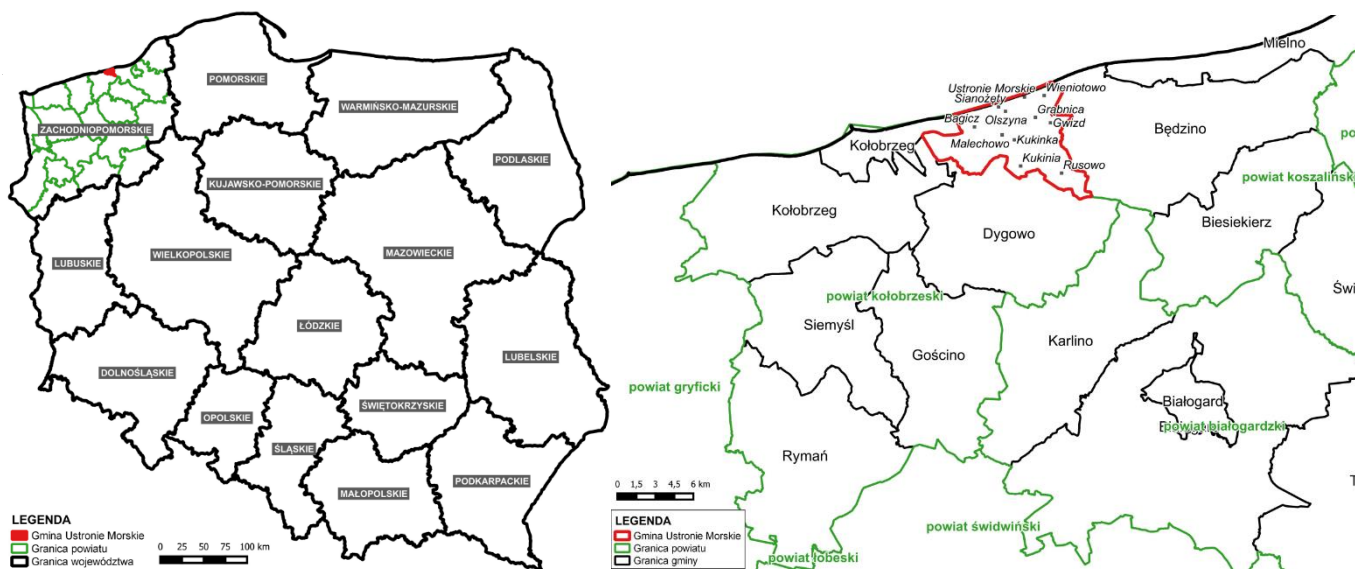 POMORSKIE
WARMIŃSKO-MAZURSKIE
ZACHODNIOPOMORSKIE
PODLASKIE
KUJAWSKO-POMORSKIE
MAZOWIECKIE
LUBUSKIE
WIELKOPOLSKIE
ŁÓDZKIE
LUBELSKIE
DOLNOŚLĄSKIE
ŚWIĘTOKRZYSKIE
OPOLSKIE
ŚLĄSKIE
MAŁOPOLSKIE
PODKARPACKIE
LEGENDA
Gmina Ustronie Morskie
Granica powiatu
Granica województwa
0 25 50 75 100 km
Mielno
Ustronie Morskie
Wieniotowo
Sianożęty
Grąbnica
Bagicz
Olszyna
Gwizd
Będzino
Malechowo
Kukinka
Kołobrzeg
Kukinia
Rusowo
powiat koszaliński
Kołobrzeg
Dygowo
Biesiekierz
powiat kołobrzeski
Siemyśl
Karlino
Gościno
powiat gryficki
Białogard
powiat białogardzki
Rymań
0 1,5 3 4,5 6 km
LEGENDA
Gmina Ustronie Morskie
Granica powiatu
Granica gminy
powiat świdwiński
powiat łobeski